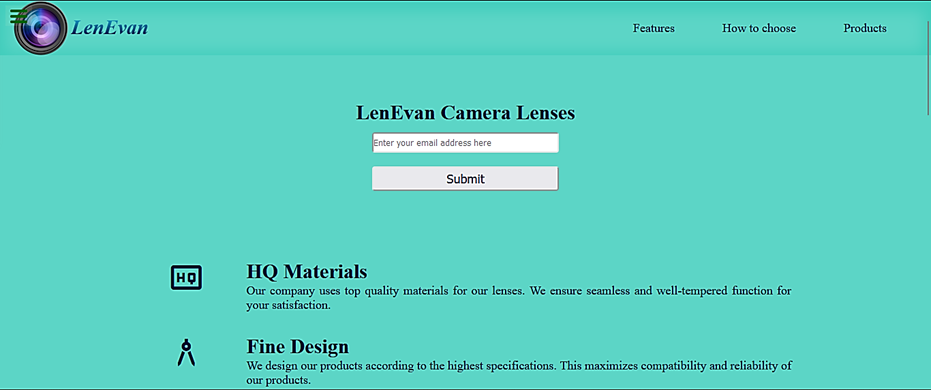 LenEvan
Features
How to choose
Products
LenEvan Camera Lenses
Enter your email address here
Submit
HQ
HQ Materials
Our company uses top quality materials for our lenses. We ensure seamless and well-tempered function for
your satisfaction.
Fine Design
We design our products according to the highest specifications. This maximizes compatibility and reliability of
our products.